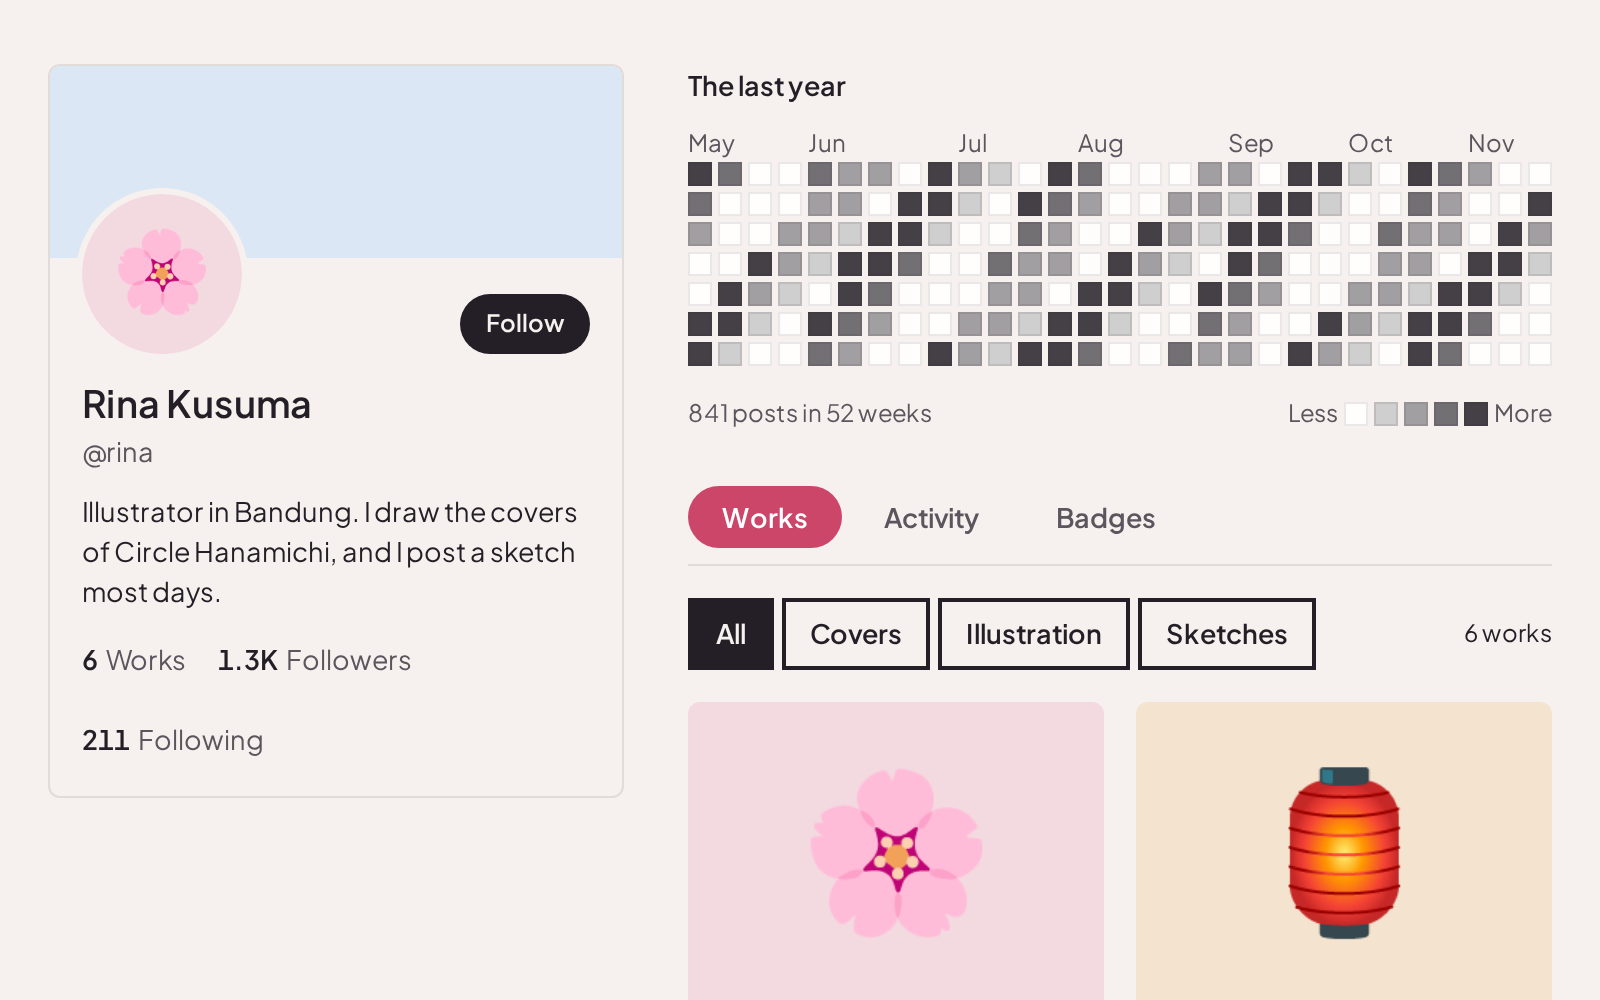 Follow
Rina Kusuma
@rina
Illustrator in Bandung. I draw the covers
of Circle Hanamichi, and I post a sketch
most days.
6 Works 1.3K Followers
211 Following
The last year
May Jun Jul Aug Sep Oct Nov
841 posts in 52 weeks
Less More
Works Activity Badges
All Covers Illustration Sketches 6 works